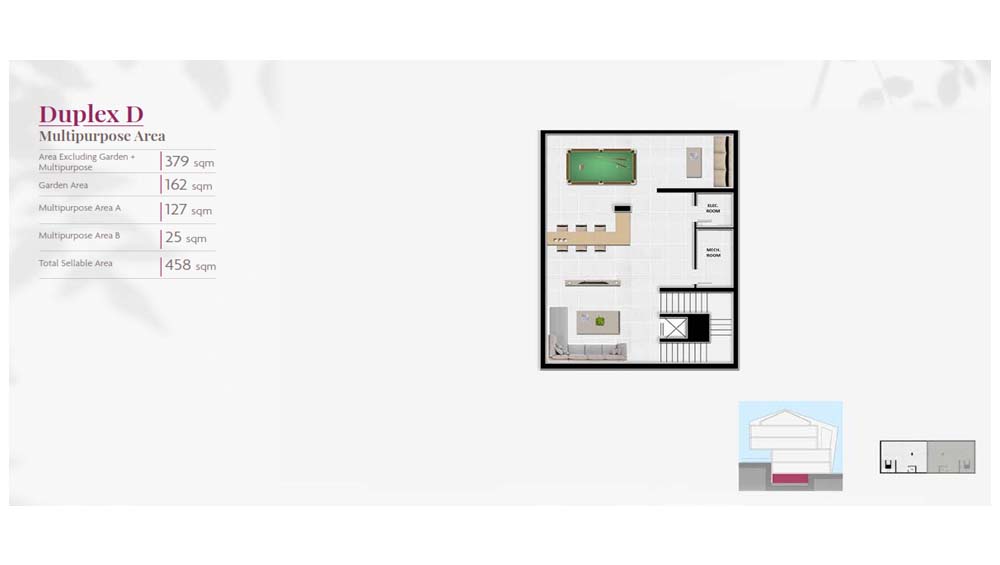 Duplex D
Multipurpose Area
Area Excluding Garden +
Multipurpose
379 sqm
Garden Area
162 sqm
Multipurpose Area A
127 sqm
Multipurpose Area B
25 sqm
Total Sellable Area
458 sqm
ELEC.
ROOM
MECH.
ROOM